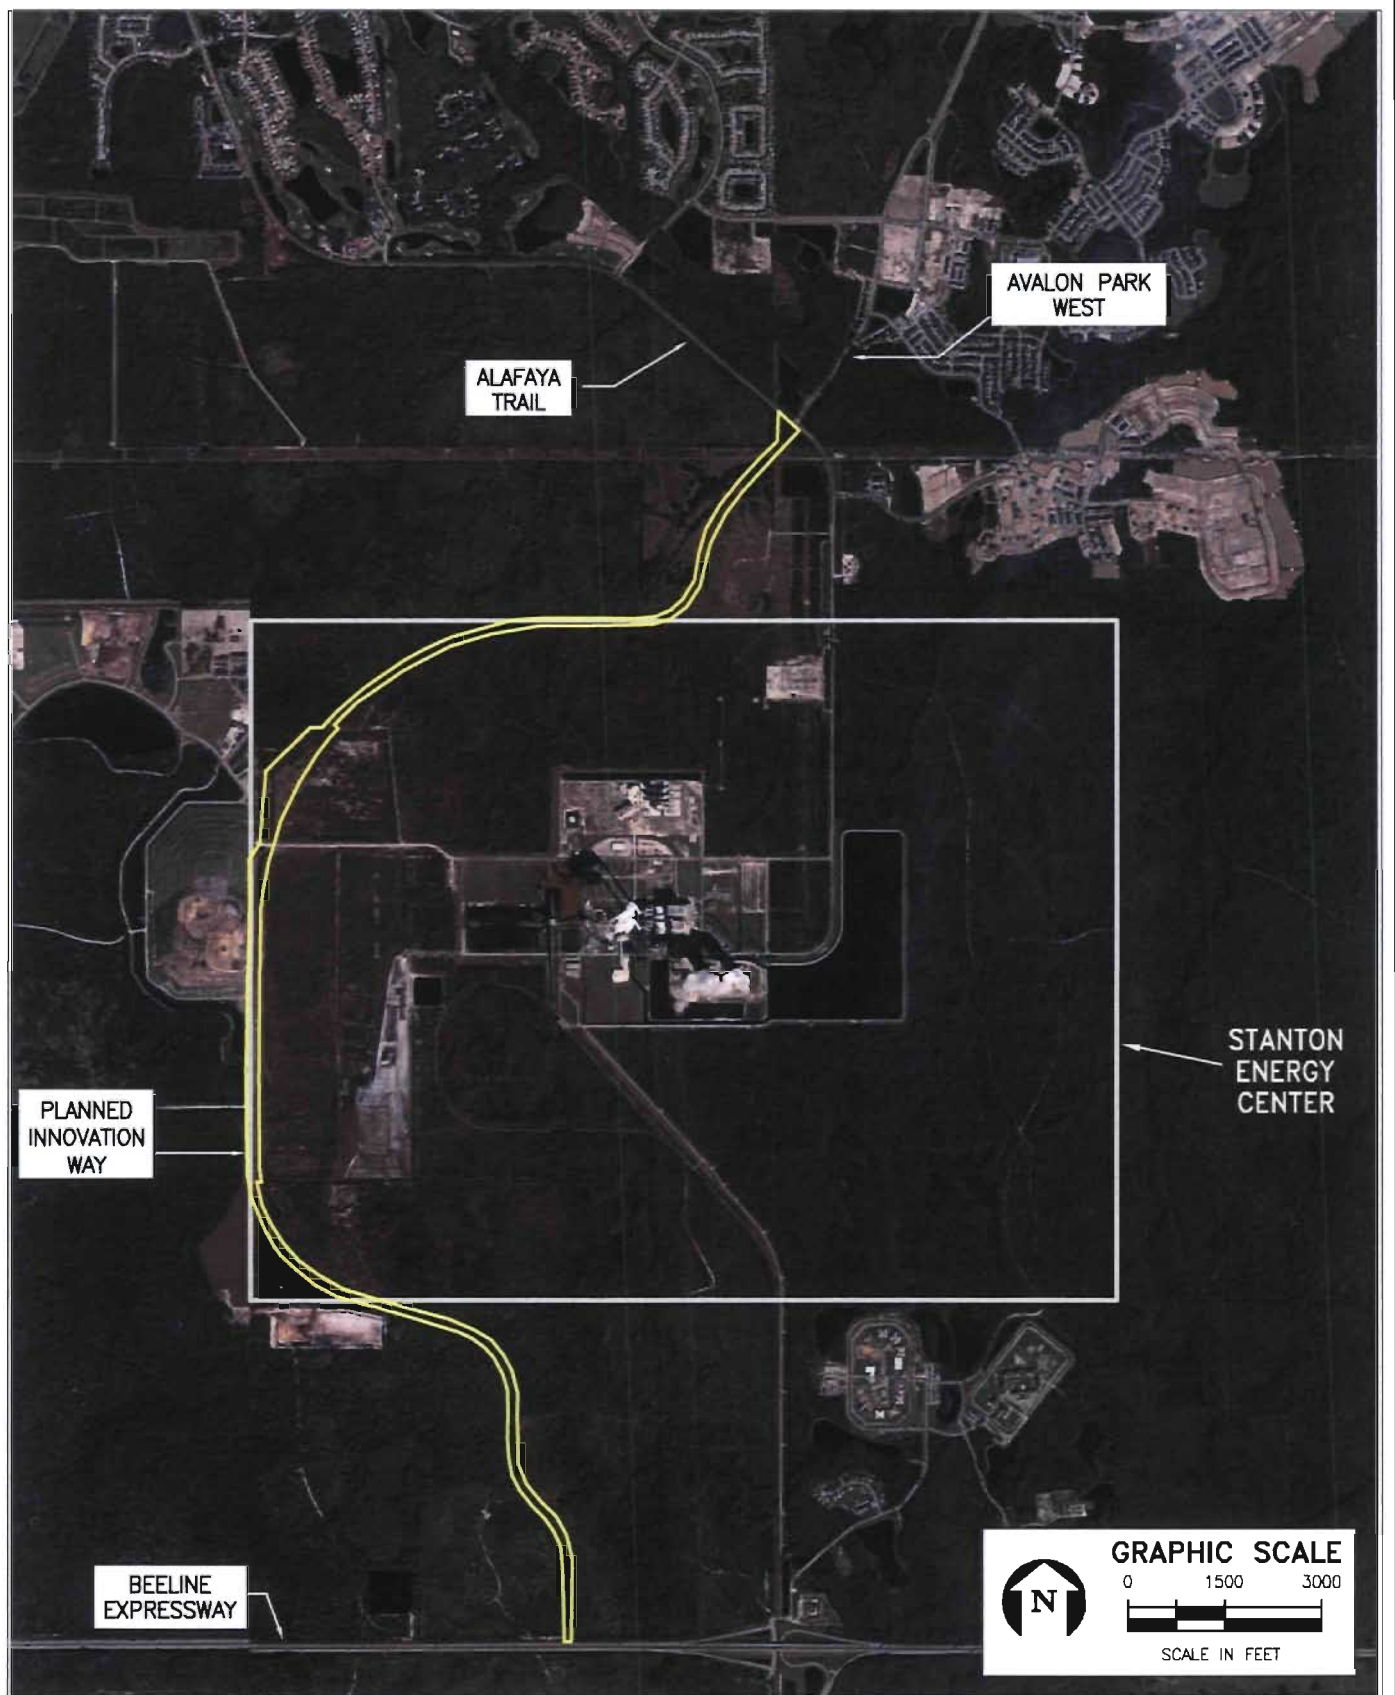 AVALON PARK
WEST
ALAFAYA
TRAIL
STANTON
ENERGY
CENTER
PLANNED
INNOVATION
WAY
BEELINE
EXPRESSWAY
GRAPHIC SCALE
0 1500 3000
N
SCALE IN FEET